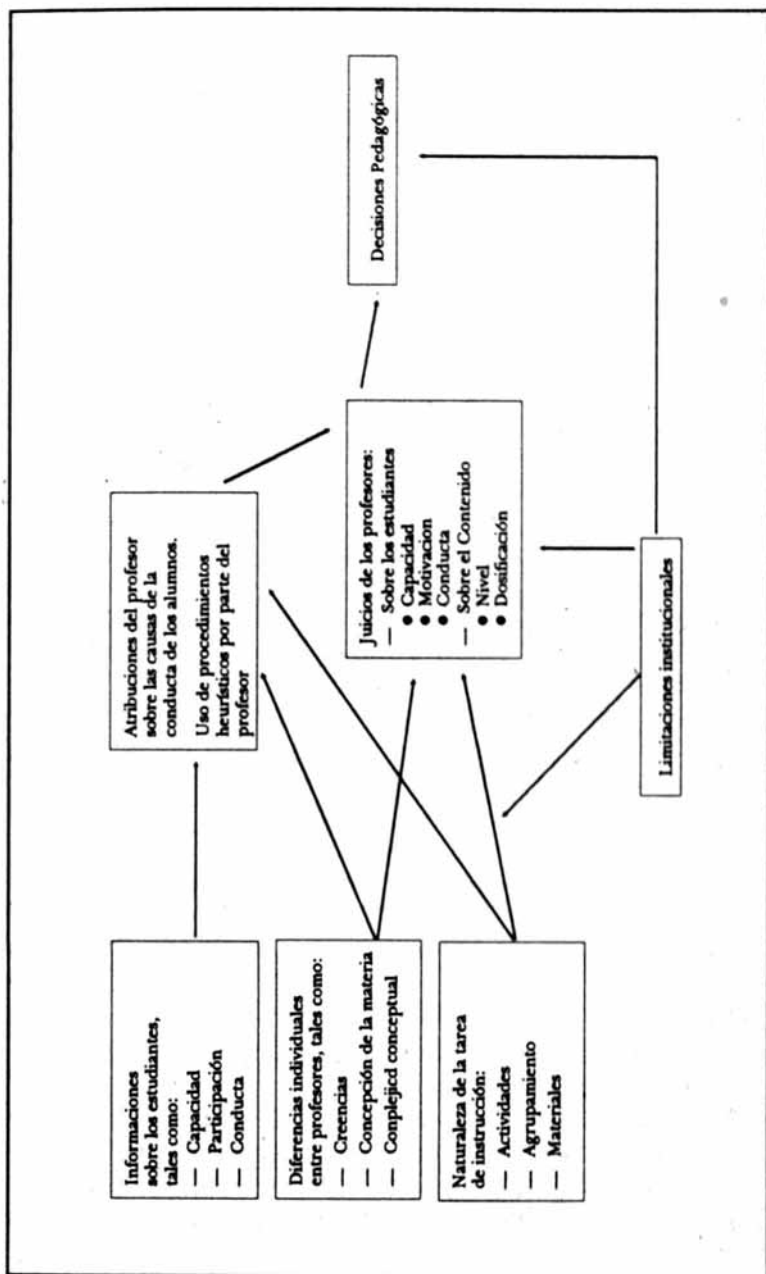 Informaciones
sobre los estudiantes,
tales como:
— Capacidad
— Participación
— Conducta
Diferencias individuales
entre profesores, tales como:
— Creencias
— Concepción de la materia
— Conplejicd conceptual
Naturaleza de la tarea
de instrucción:
— Actividades
— Agrupamiento
— Materiales
Atribuciones del profesor
sobre las causas de la
conducta de los alumnos.
Uso de procedimientos
heurísticos por parte del
profesor
Juicios de los profesores:
— Sobre los estudiantes
● Capacidad
● Motivacion
● Conducta
— Sobre el Contenido
● Nivel
● Dosificación
Limitaciones institucionales
Decisiones Pedagógicas